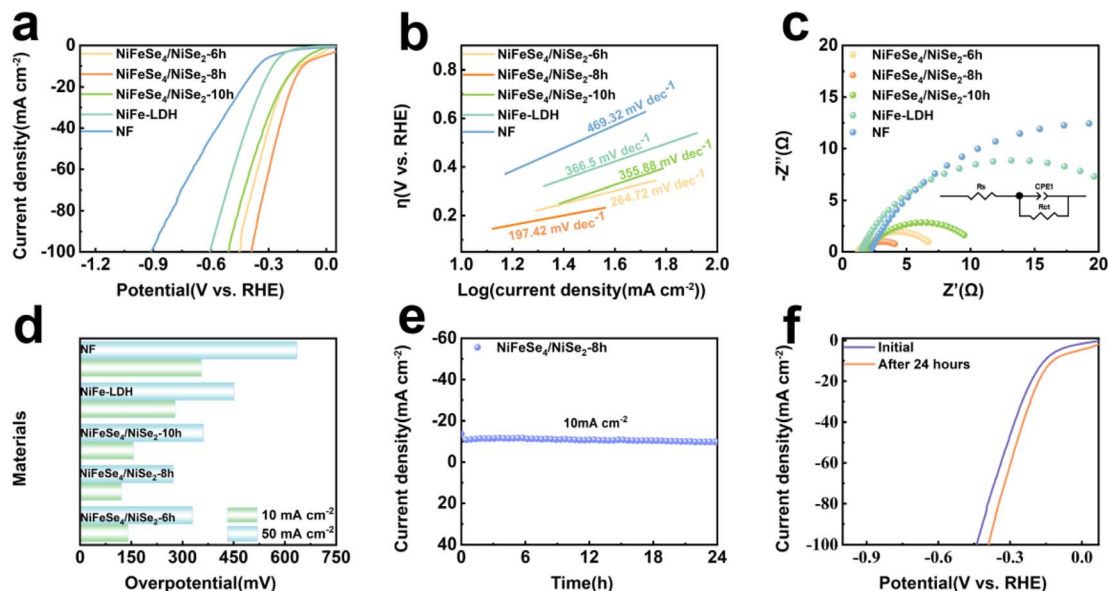 a
0
-20
-40
-60
-80
-100
Current density(mA cm⁻²)
NiFeSe₄/NiSe₂-6h
NiFeSe₄/NiSe₂-8h
NiFeSe₄/NiSe₂-10h
NiFe-LDH
NF
-1.2
-0.9
-0.6
-0.3
0.0
Potential(V vs. RHE)
b
0.8
0.6
0.4
0.2
η(V vs. RHE)
NiFeSe₄/NiSe₂-6h
NiFeSe₄/NiSe₂-8h
NiFeSe₄/NiSe₂-10h
NiFe-LDH
NF
469.32 mV dec⁻¹
366.5 mV dec⁻¹
355.88 mV dec⁻¹
264.72 mV dec⁻¹
197.42 mV dec⁻¹
1.0
1.2
1.4
1.6
1.8
2.0
Log(current density(mA cm⁻²))
c
20
15
10
5
0
-Z''(Ω)
NiFeSe₄/NiSe₂-6h
NiFeSe₄/NiSe₂-8h
NiFeSe₄/NiSe₂-10h
NiFe-LDH
NF
Rs
CPE1
Rct
0
5
10
15
20
Z'(Ω)
d
Materials
NF
NiFe-LDH
NiFeSe₄/NiSe₂-10h
NiFeSe₄/NiSe₂-8h
NiFeSe₄/NiSe₂-6h
10 mA cm⁻²
50 mA cm⁻²
0
150
300
450
600
750
Overpotential(mV)
e
-60
-40
-20
0
20
40
Current density(mA cm⁻²)
NiFeSe₄/NiSe₂-8h
10mA cm⁻²
0
6
12
18
24
Time(h)
f
0
-20
-40
-60
-80
-100
Current density(mA cm⁻²)
Initial
After 24 hours
-0.9
-0.6
-0.3
0.0
Potential(V vs. RHE)